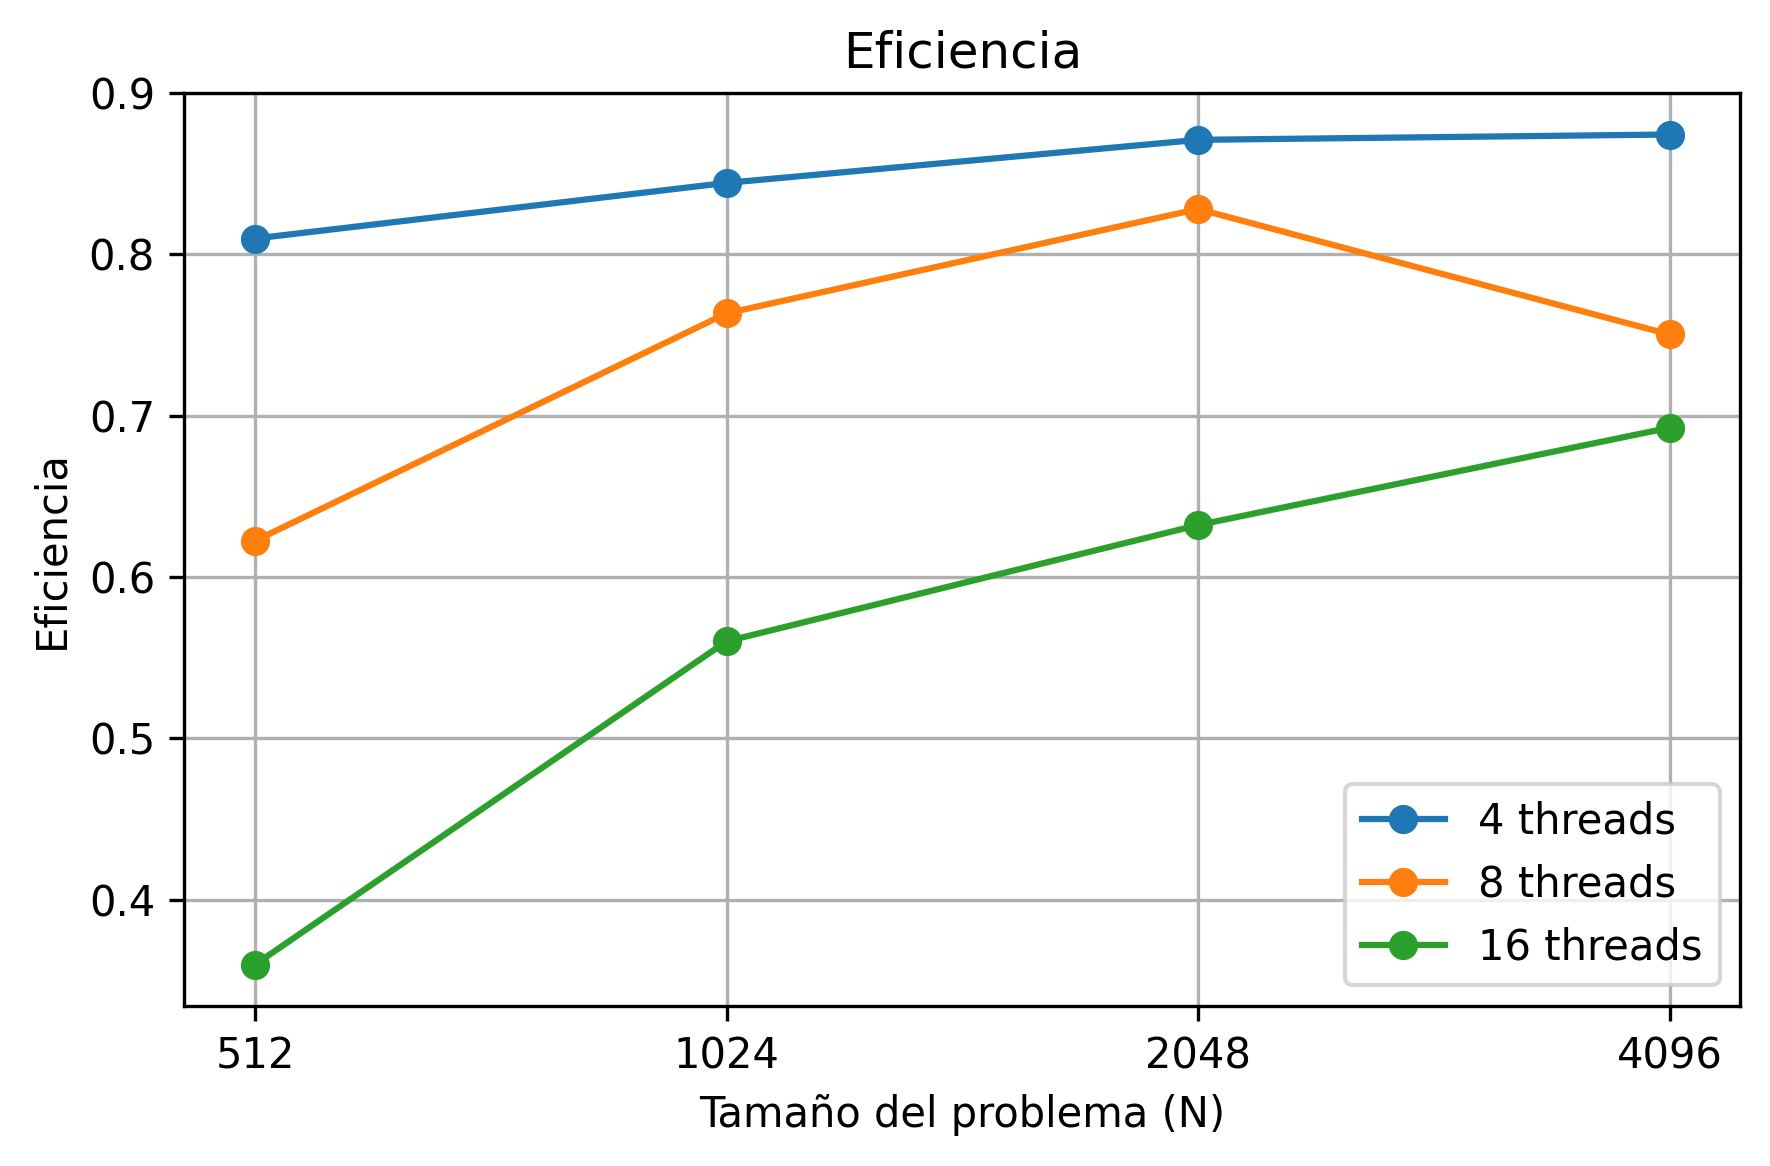 Eficiencia
0.9
0.8
0.7
0.6
0.5
0.4
Eficiencia
512 1024 2048 4096
Tamaño del problema (N)
4 threads
8 threads
16 threads